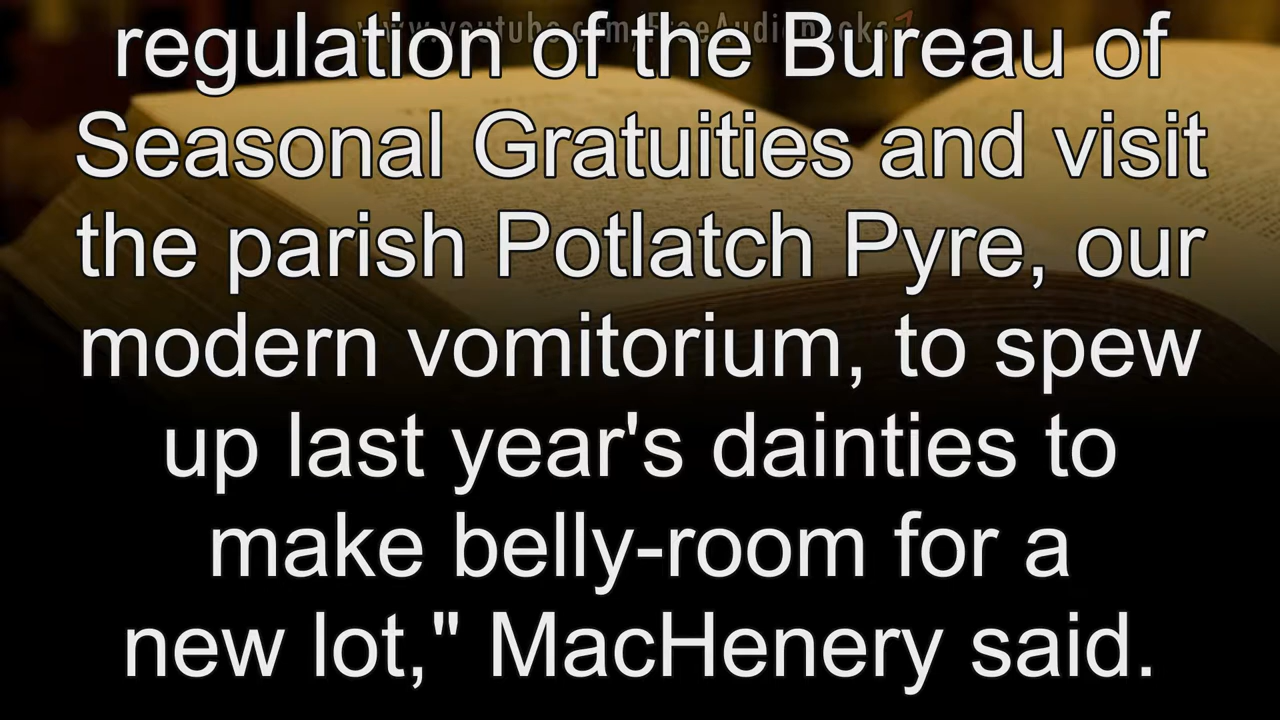 www.youtube.com/FreeAudiobooks1
regulation of the Bureau of
Seasonal Gratuities and visit
the parish Potlatch Pyre, our
modern vomitorium, to spew
up last year's dainties to
make belly-room for a
new lot," MacHenery said.